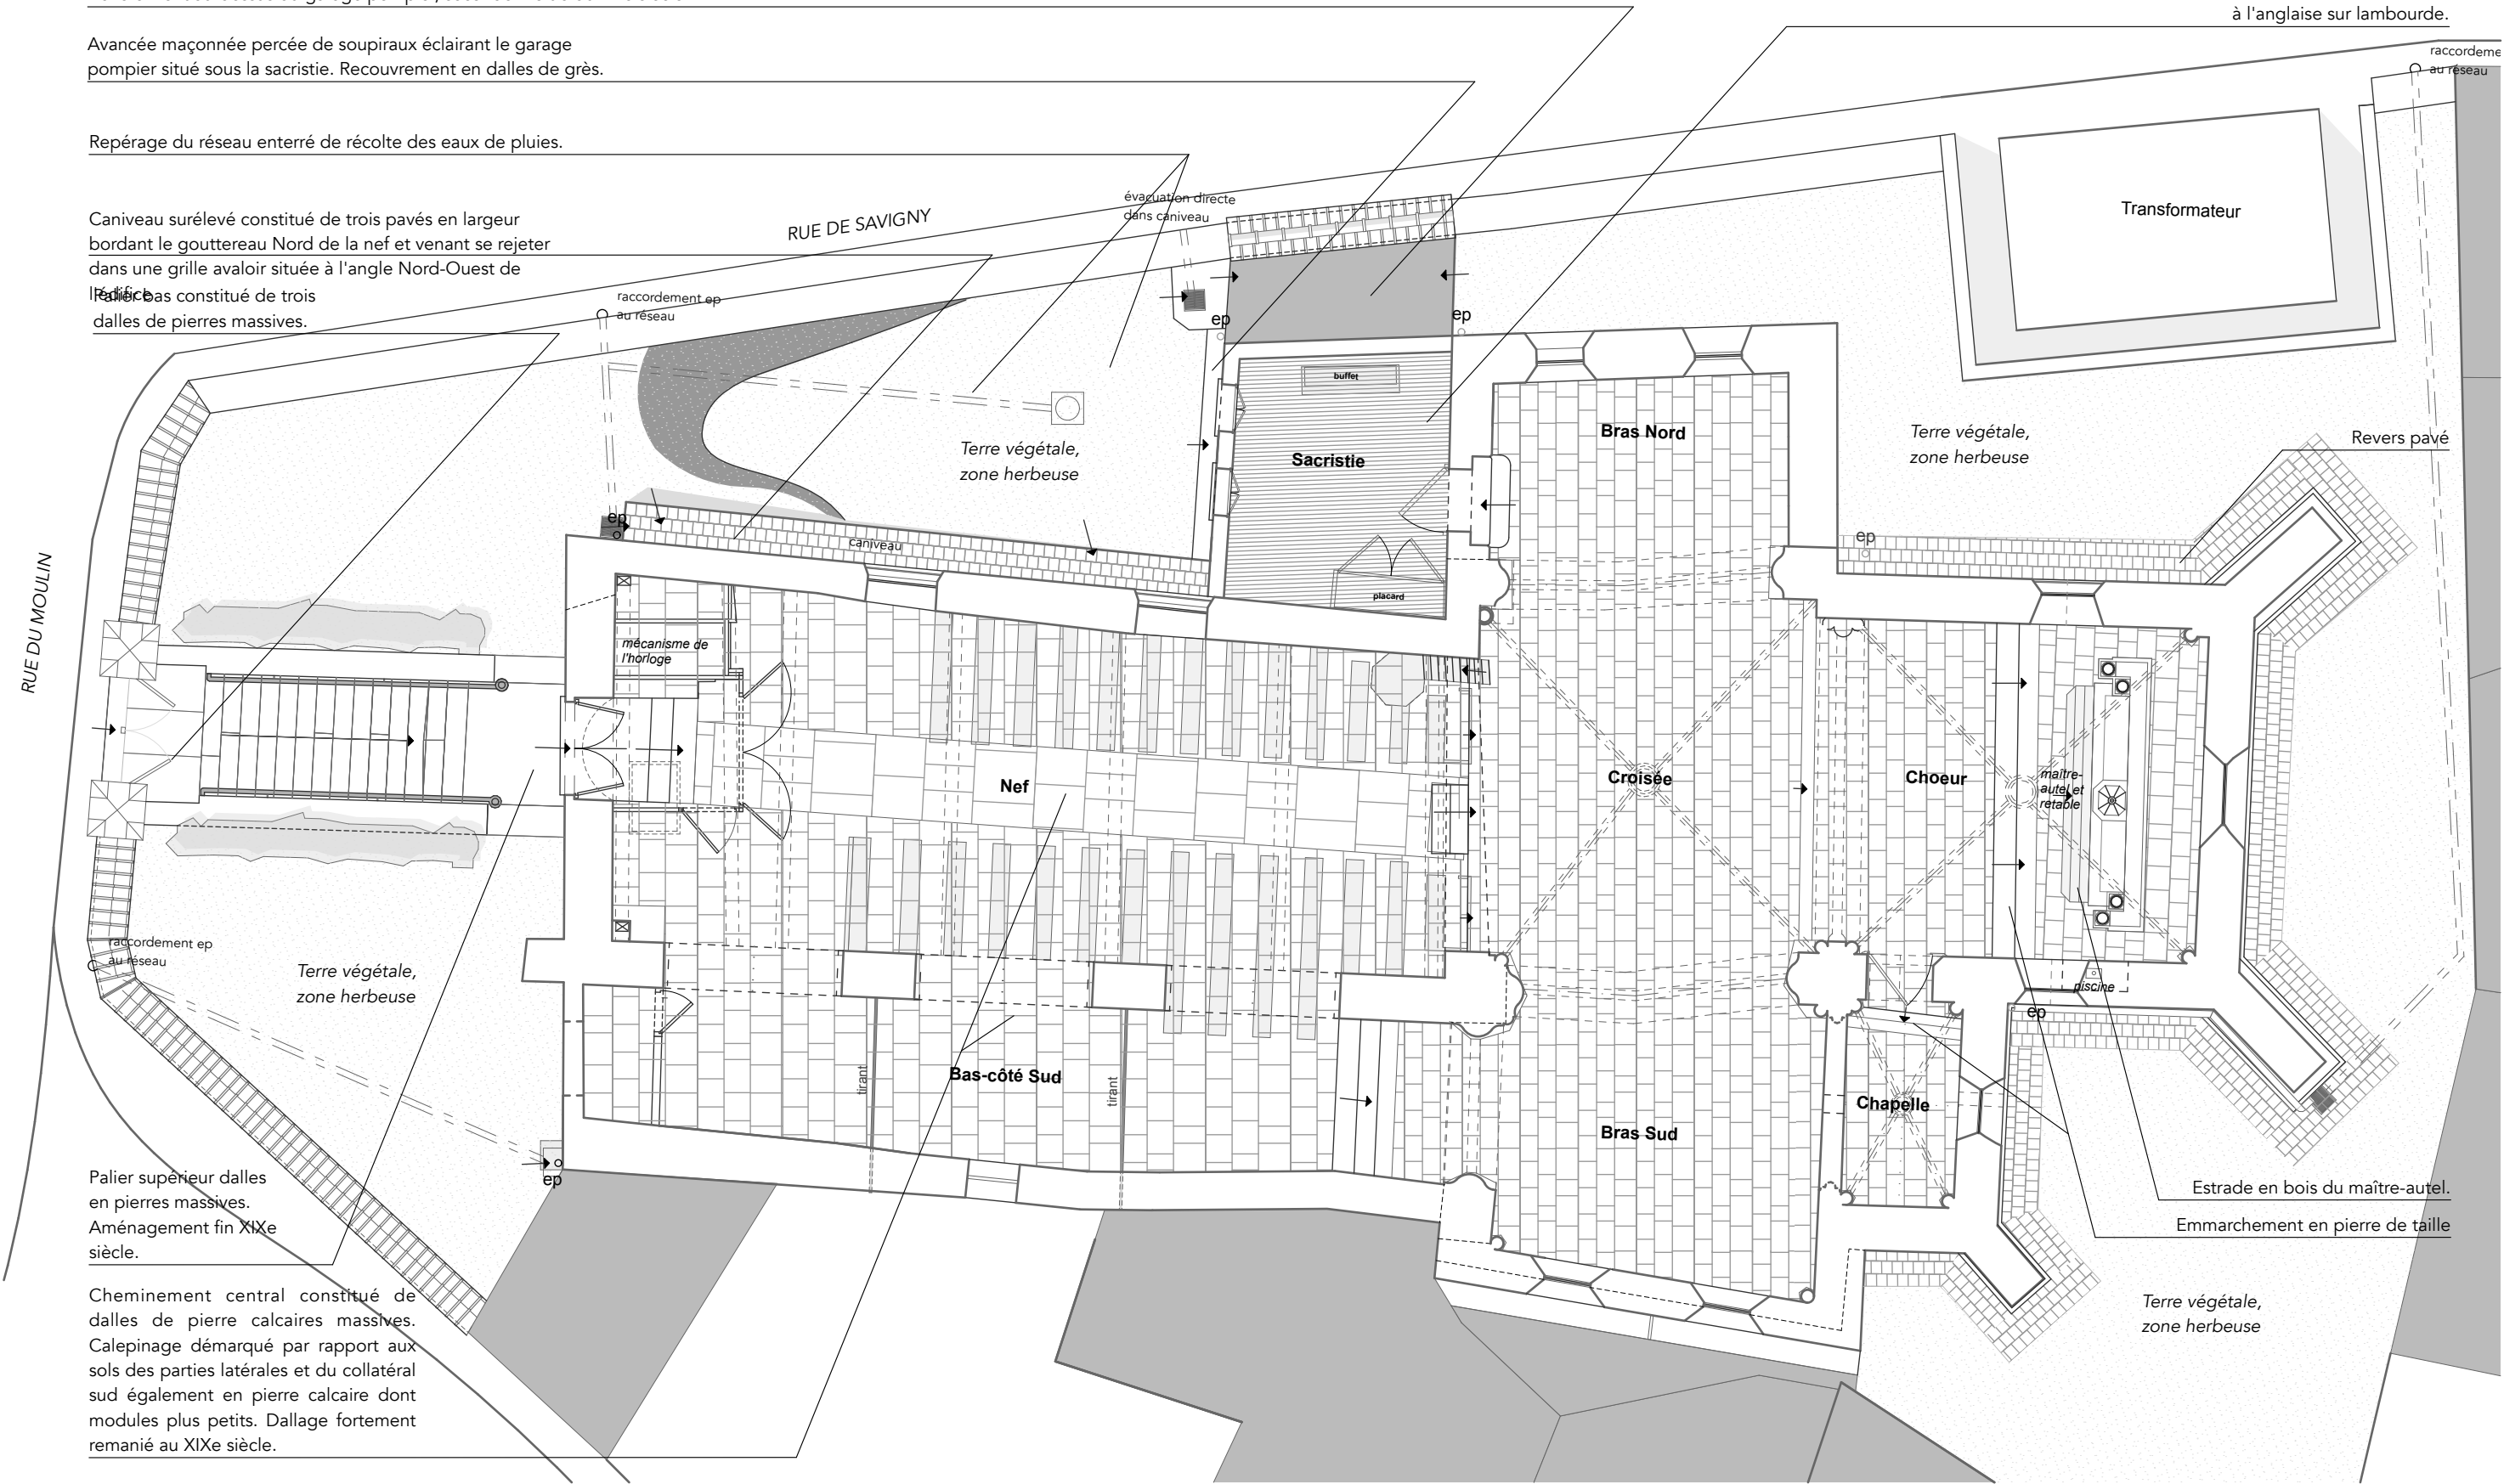 à l'anglaise sur lambourde.
Avancée maçonnée percée de soupiraux éclairant le garage
pompier situé sous la sacristie. Recouvrement en dalles de grès.
Repérage du réseau enterré de récolte des eaux de pluies.
Caniveau surélevé constitué de trois pavés en largeur
bordant le gouttereau Nord de la nef et venant se rejeter
dans une grille avaloir située à l'angle Nord-Ouest de
l'édifice.
Palier bas constitué de trois
dalles de pierres massives.
RUE DE SAVIGNY
évacuation directe
dans caniveau
raccordement ep
au réseau
raccordeme
au réseau
Transformateur
ep
ep
buffet
Sacristie
placard
Bras Nord
Terre végétale,
zone herbeuse
Terre végétale,
zone herbeuse
Revers pavé
ep
ep
caniveau
RUE DU MOULIN
mécanisme de
l'horloge
Nef
Croisée
Choeur
maître-
autel et
retable
piscine
ep
raccordement ep
au réseau
Terre végétale,
zone herbeuse
tirant
Bas-côté Sud
tirant
Bras Sud
Chapelle
ep
Palier supérieur dalles
en pierres massives.
Aménagement fin XIXe
siècle.
Estrade en bois du maître-autel.
Emmarchement en pierre de taille
Terre végétale,
zone herbeuse
Cheminement central constitué de
dalles de pierre calcaires massives.
Calepinage démarqué par rapport aux
sols des parties latérales et du collatéral
sud également en pierre calcaire dont
modules plus petits. Dallage fortement
remanié au XIXe siècle.